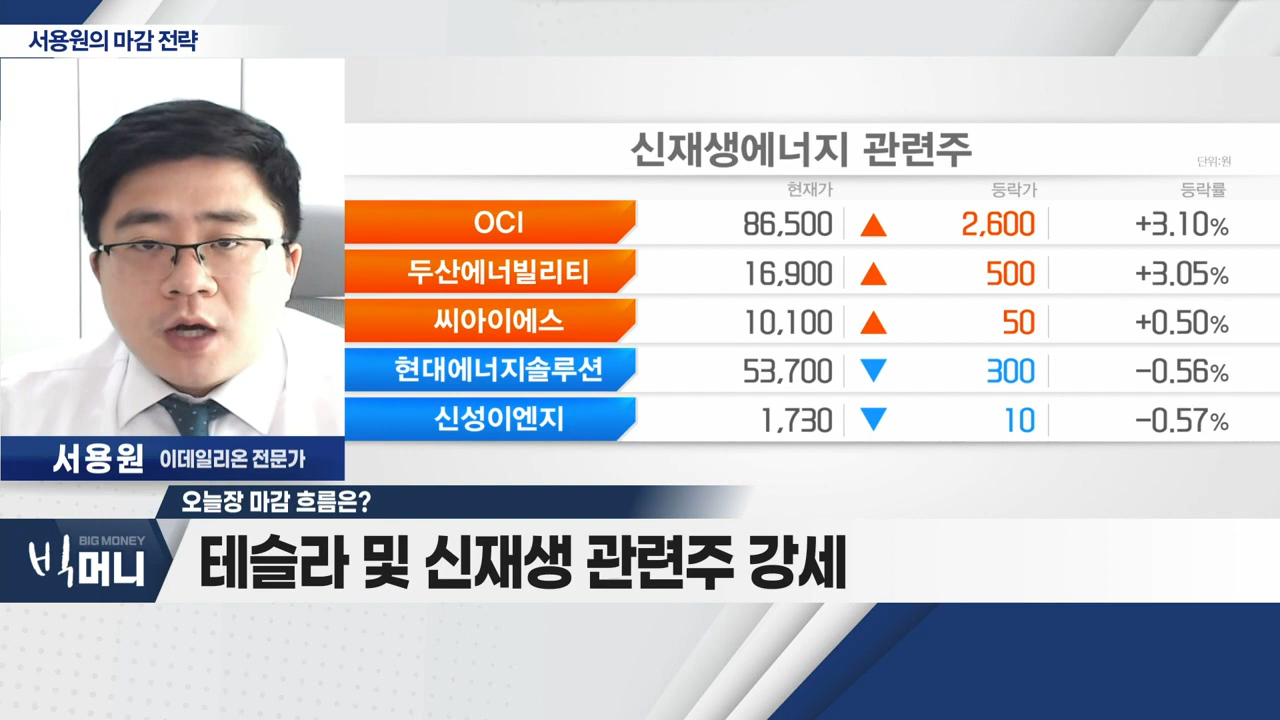 서용원의 마감 전략
신재생에너지 관련주
단위:원
현재가 등락가 등락률
OCI 86,500 ▲ 2,600 +3.10%
두산에너빌리티 16,900 ▲ 500 +3.05%
씨아이에스 10,100 ▲ 50 +0.50%
현대에너지솔루션 53,700 ▼ 300 -0.56%
신성이엔지 1,730 ▼ 10 -0.57%
서용원 이데일리온 전문가
오늘장 마감 흐름은?
BIG MONEY
빅머니
테슬라 및 신재생 관련주 강세